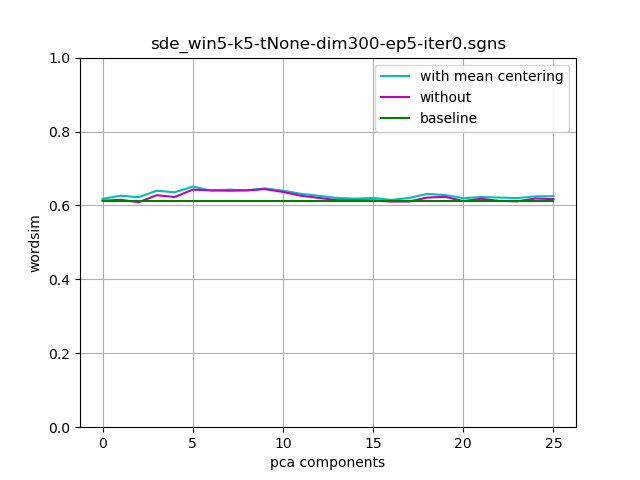 sde_win5-k5-tNone-dim300-ep5-iter0.sgns
1.0
0.8
0.6
0.4
0.2
0.0
wordsim
with mean centering
without
baseline
0 5 10 15 20 25
pca components